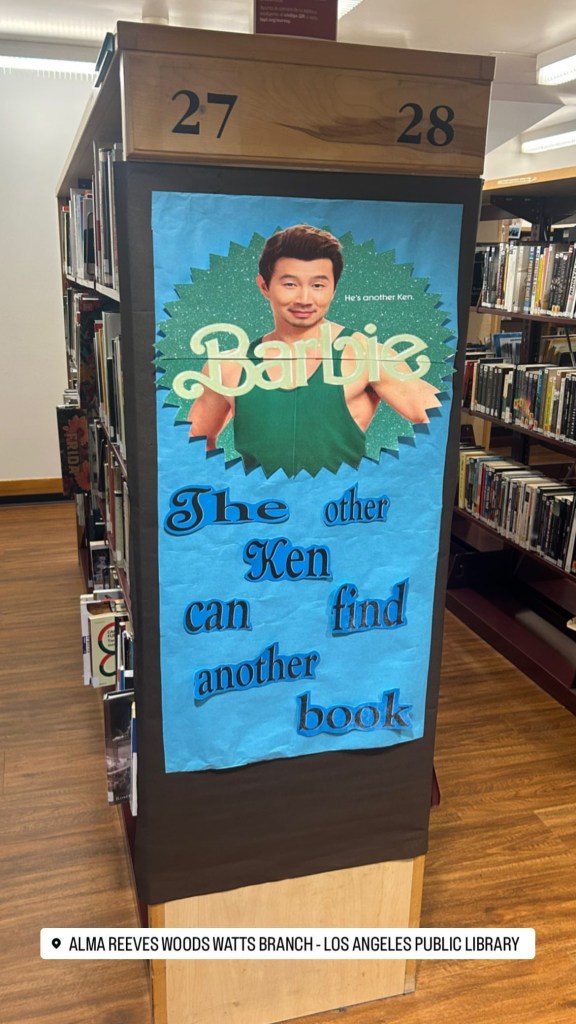 27 28
He's another Ken.
Barbie
The other
Ken
can find
another
book
ALMA REEVES WOODS WATTS BRANCH - LOS ANGELES PUBLIC LIBRARY